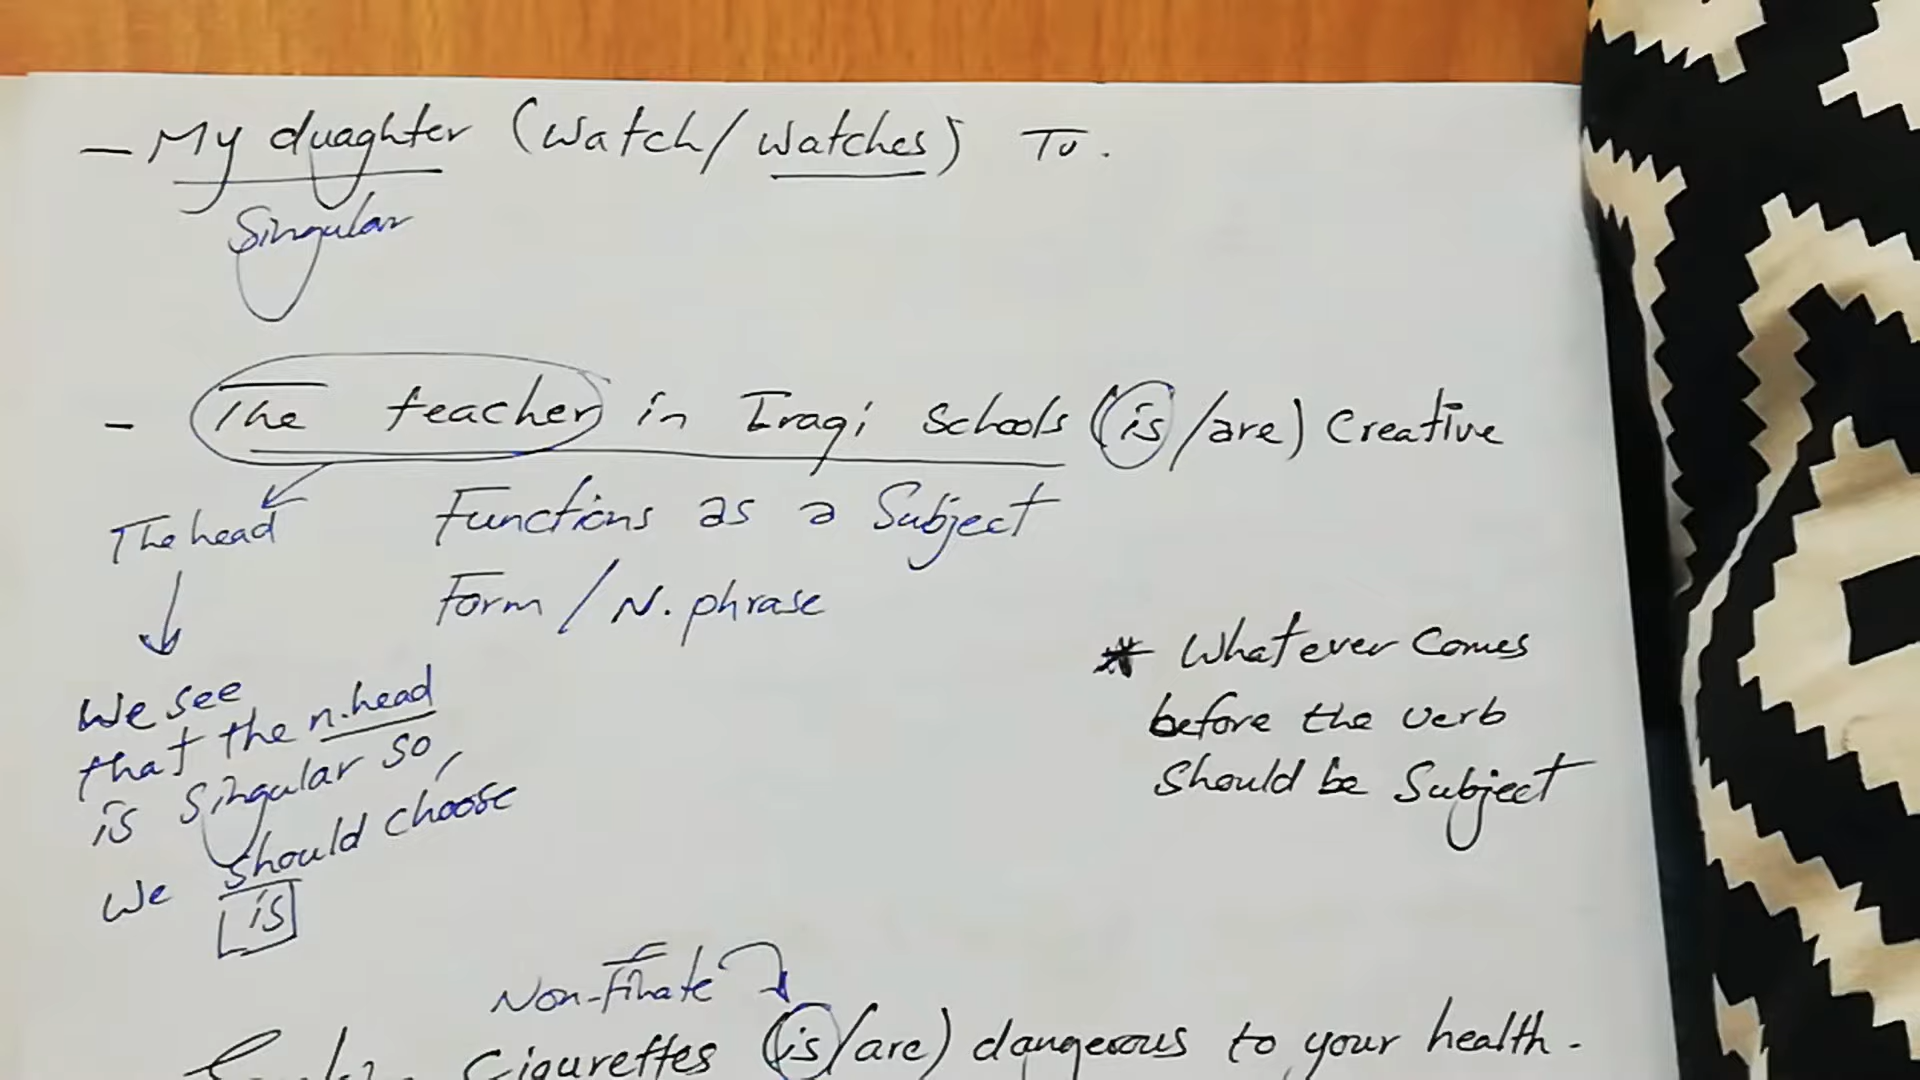 - My duaghter (watch/watches) Tv.
Singular
- The teacher in Iraqi Schools (is/are) Creative
The head
Functions as a Subject
Form / N. phrase
We see
that the n.head
is Singular so,
we should choose
is
* Whatever comes
before the verb
should be Subject
Non-finate
Cigurettes (is/are) dangerous to your health.